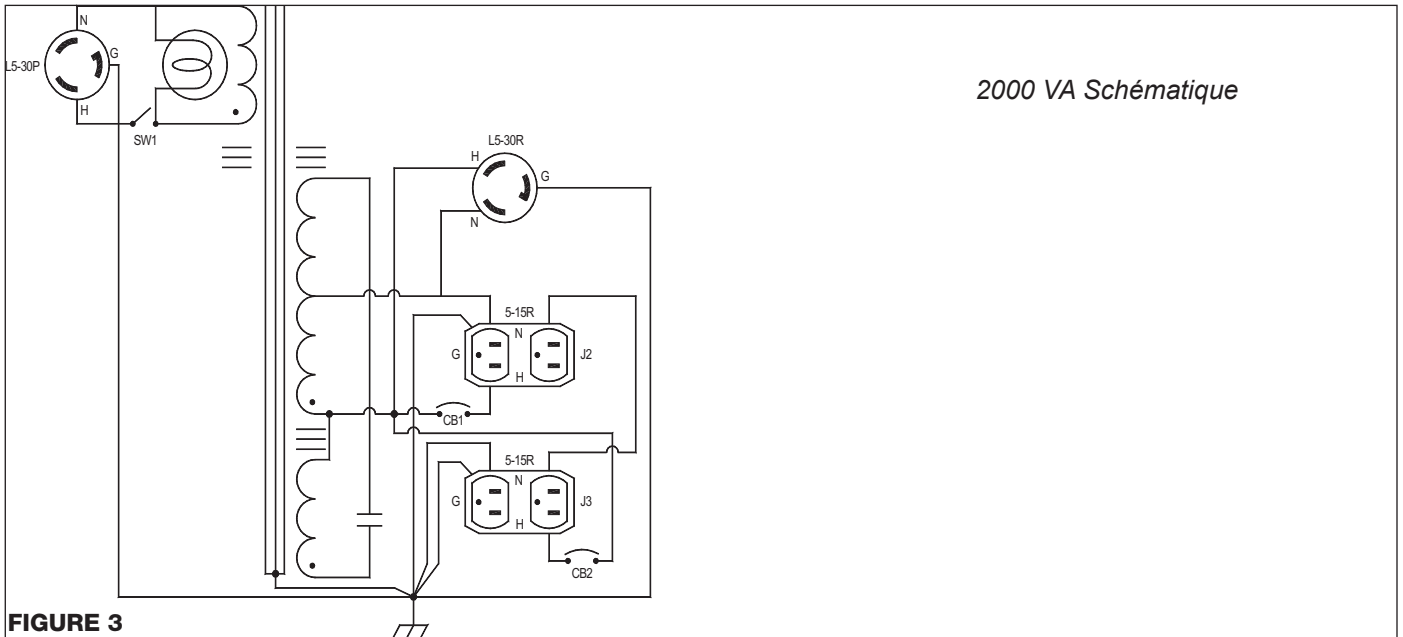 N
G
L5-30P
H
SW1
2000 VA Schématique
L5-30R
H
G
N
5-15R
N
G
J2
H
CB1
5-15R
N
G
J3
H
CB2
FIGURE 3